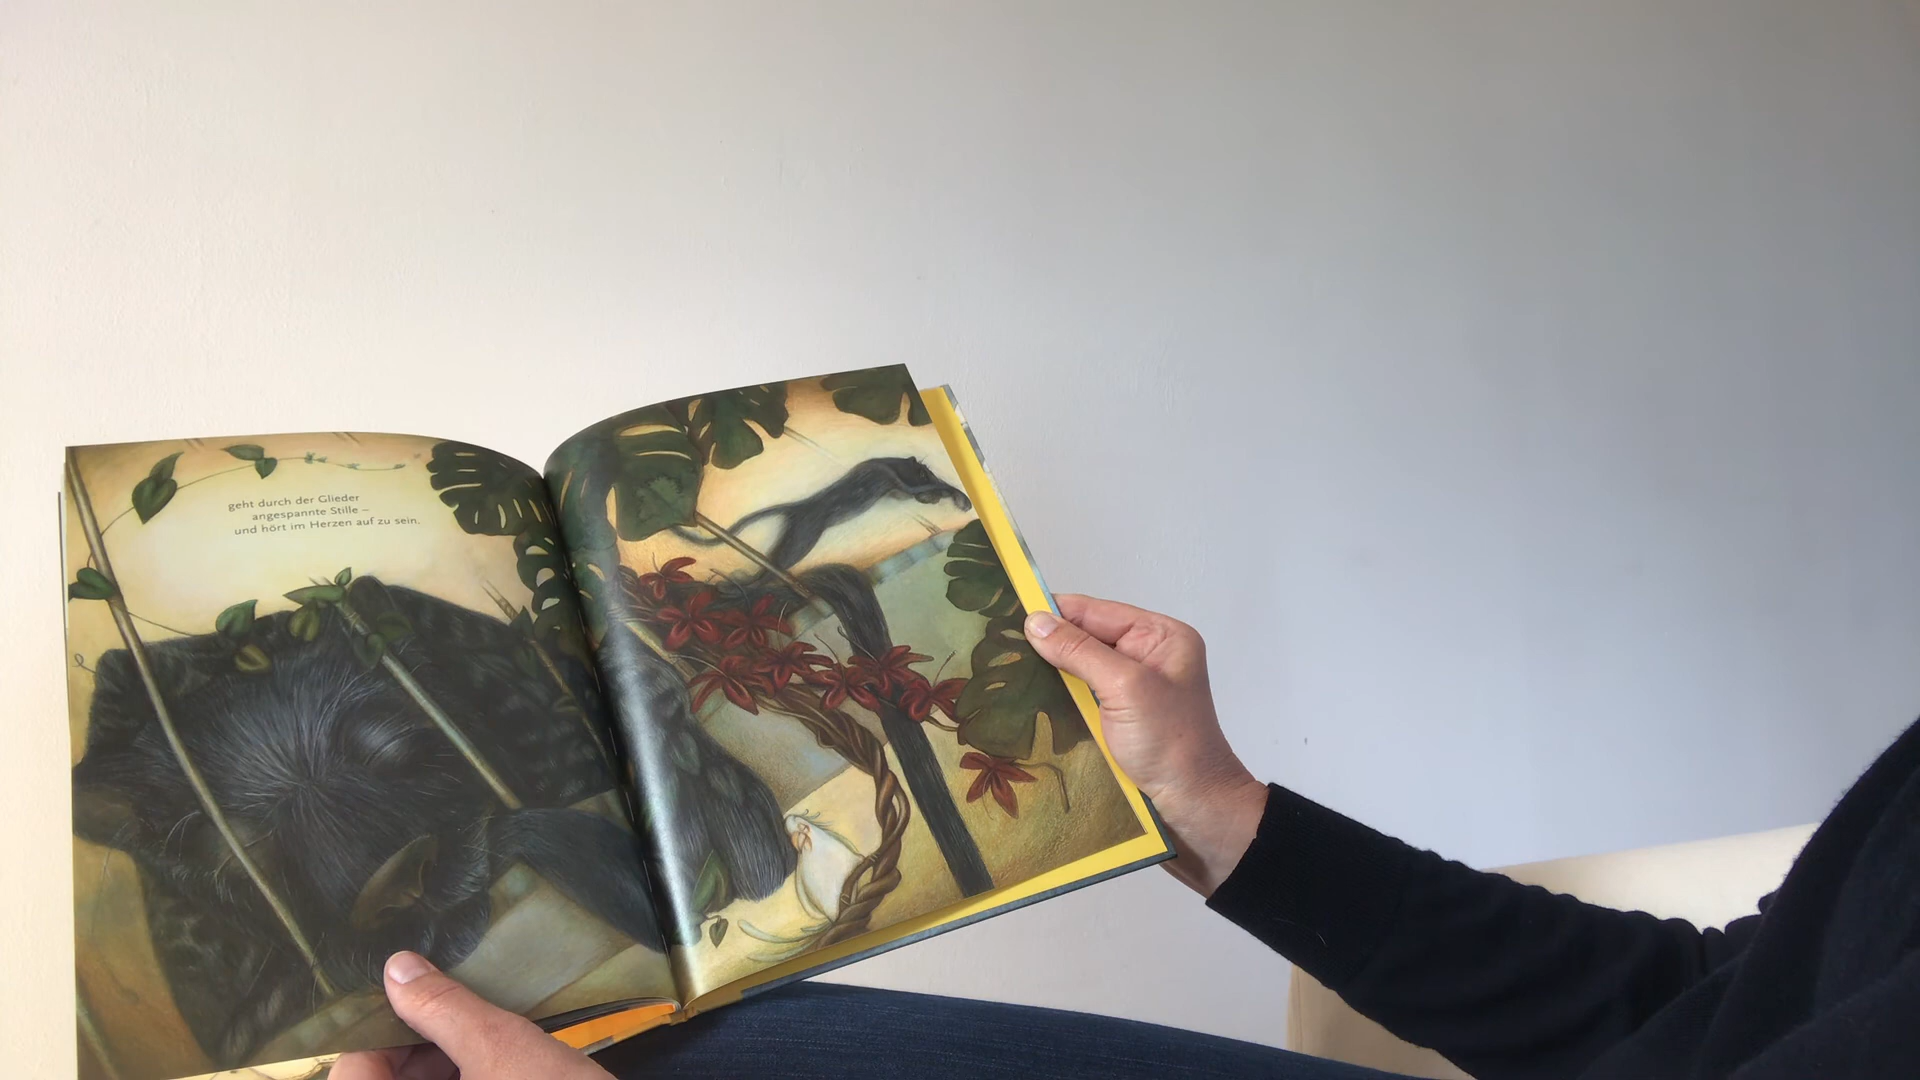 geht durch der Glieder
angespannte Stille –
und hört im Herzen auf zu sein.